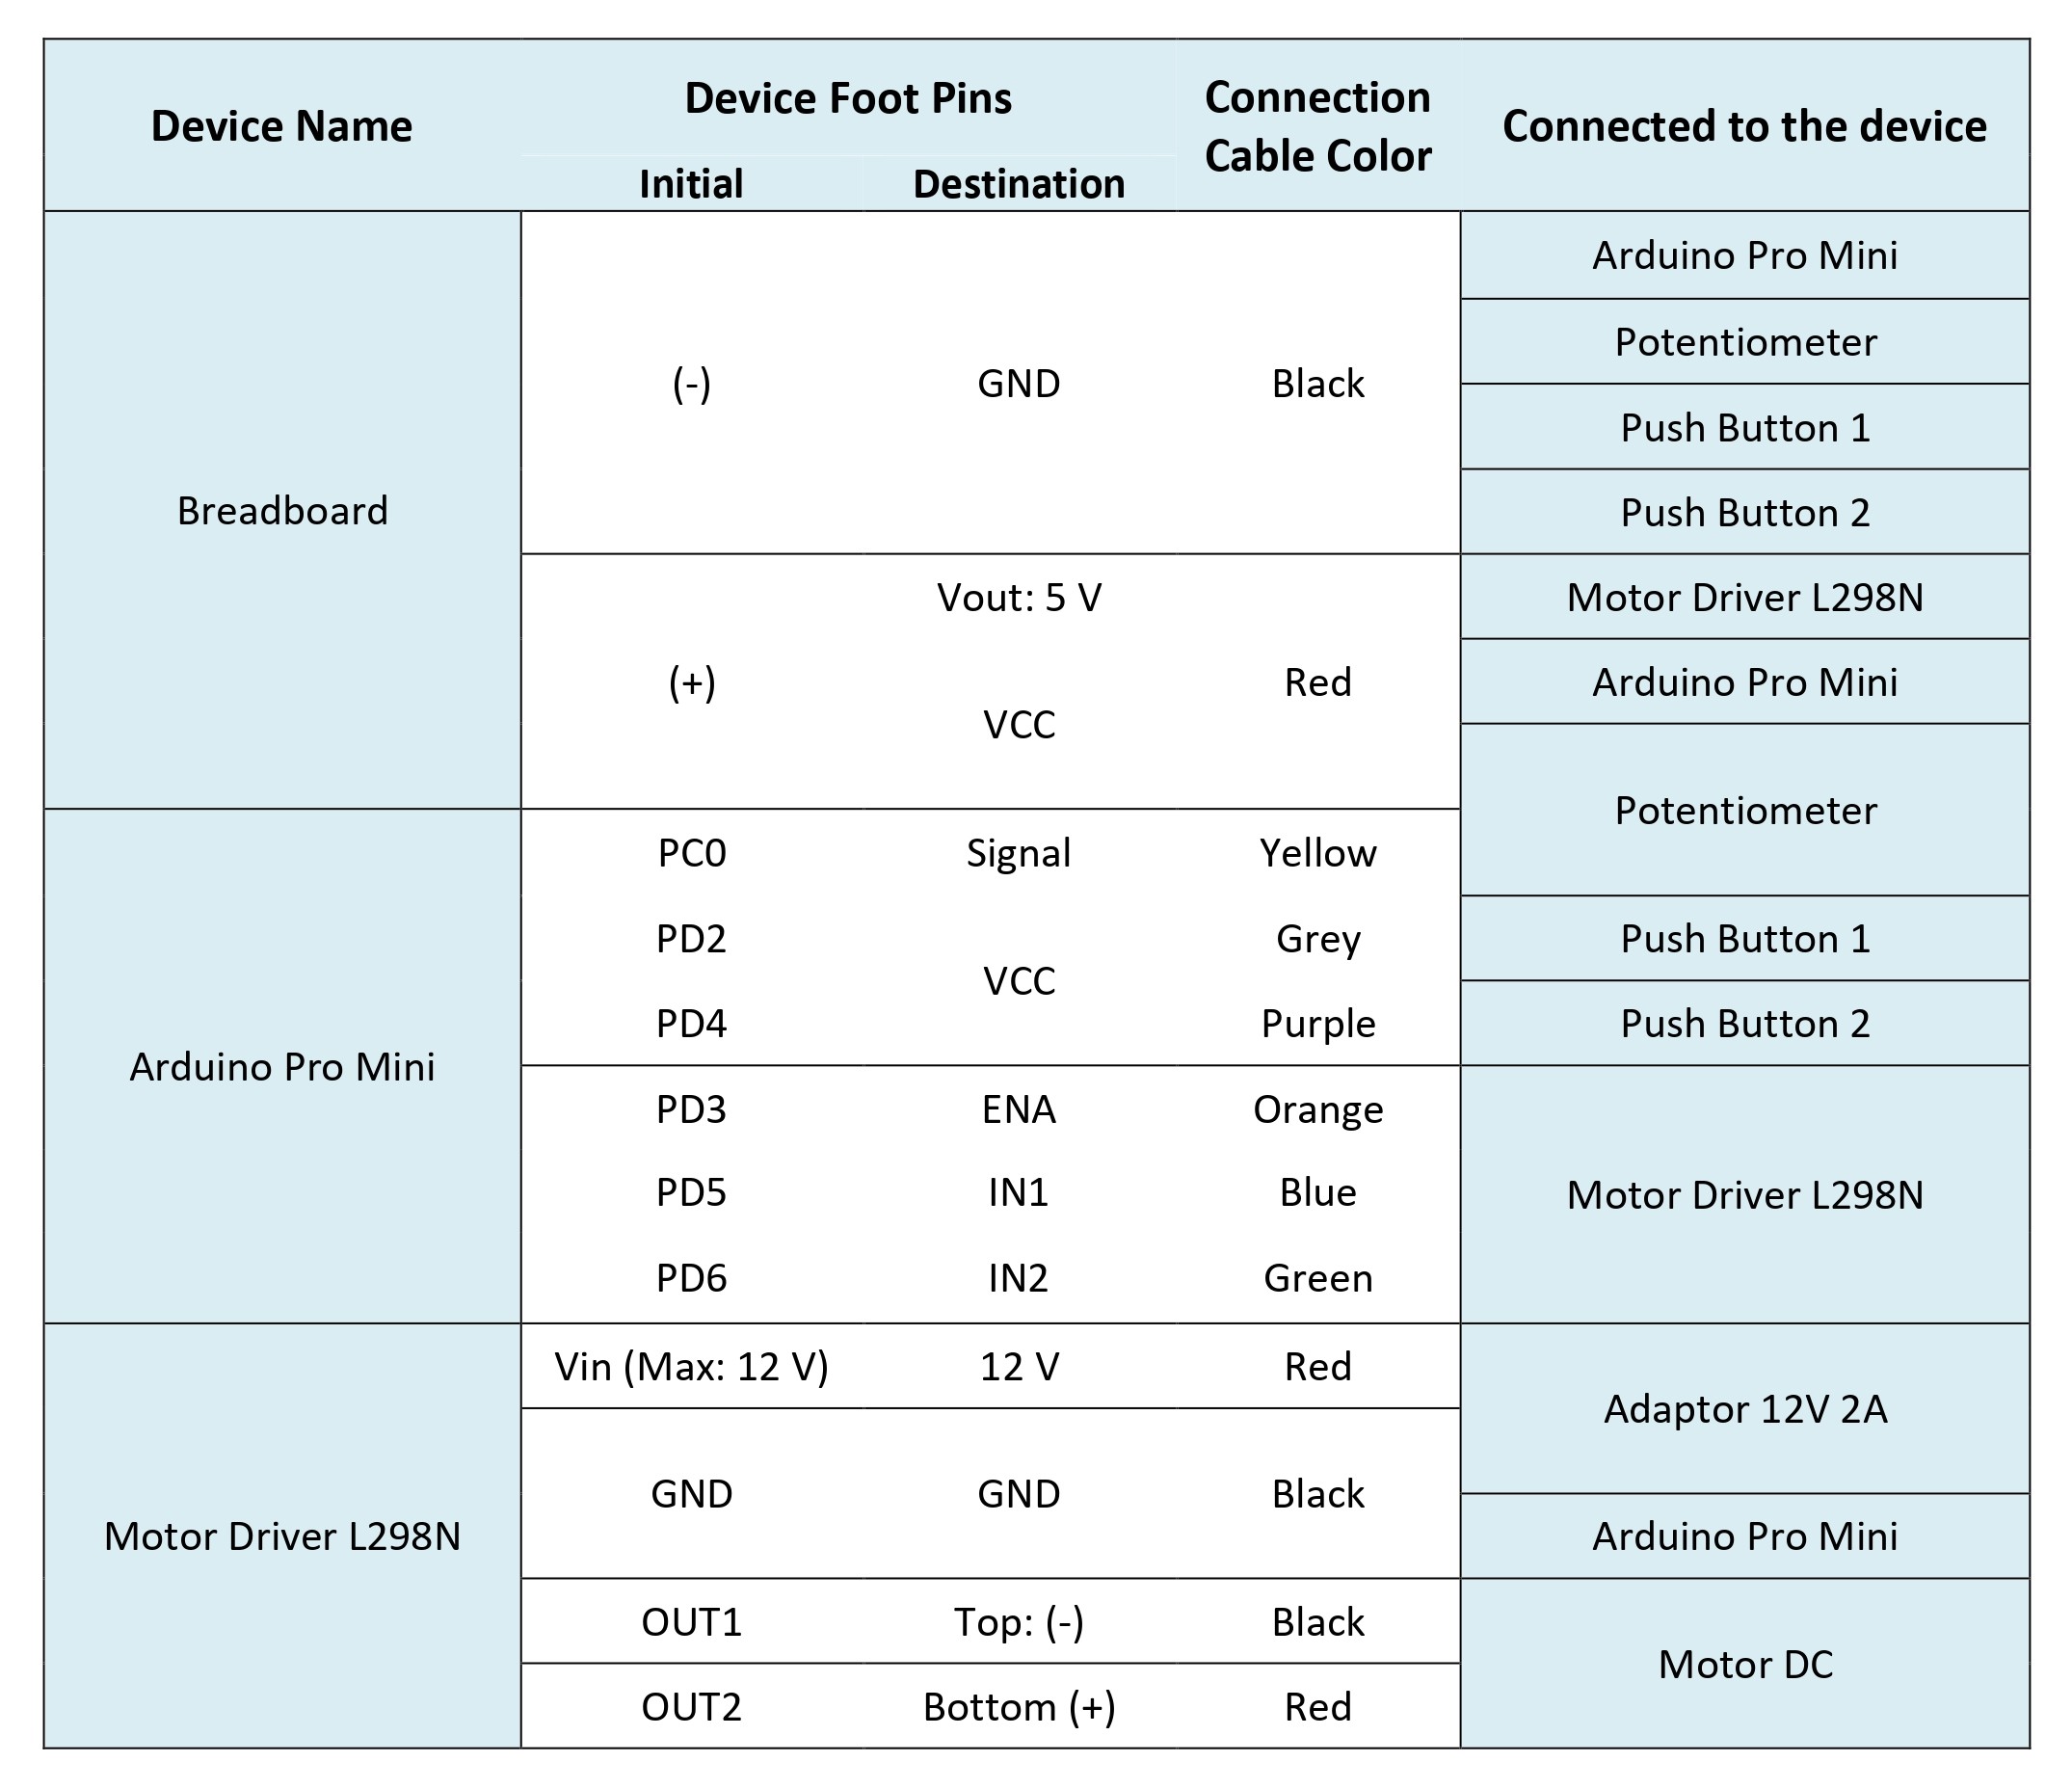 Device Name
Device Foot Pins
Connection
Cable Color
Connected to the device
Initial
Destination
Breadboard
(-)
GND
Black
Arduino Pro Mini
Potentiometer
Push Button 1
Push Button 2
(+)
Vout: 5 V
Red
Motor Driver L298N
VCC
Arduino Pro Mini
Potentiometer
Arduino Pro Mini
PC0
Signal
Yellow
PD2
VCC
Grey
Push Button 1
PD4
Purple
Push Button 2
PD3
ENA
Orange
Motor Driver L298N
PD5
IN1
Blue
PD6
IN2
Green
Motor Driver L298N
Vin (Max: 12 V)
12 V
Red
Adaptor 12V 2A
GND
GND
Black
Arduino Pro Mini
OUT1
Top: (-)
Black
Motor DC
OUT2
Bottom (+)
Red